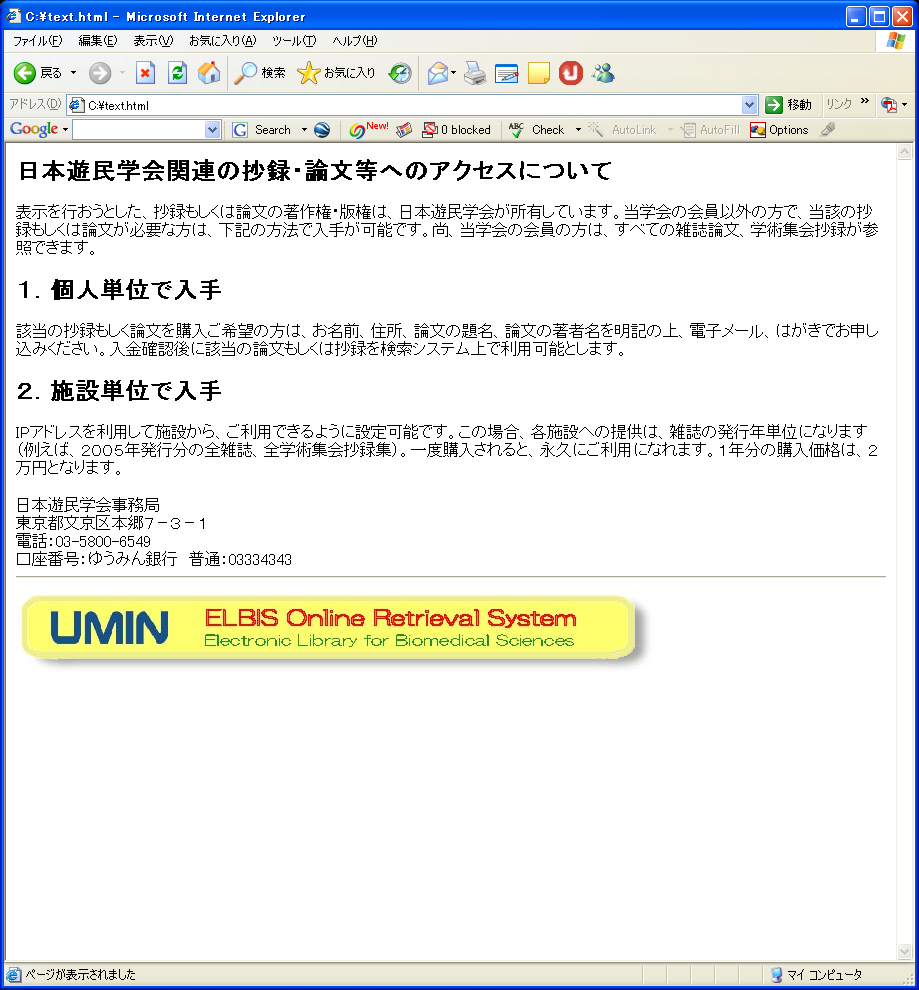 C:¥text.html - Microsoft Internet Explorer
ファイル(F) 編集(E) 表示(V) お気に入り(A) ツール(T) ヘルプ(H)
戻る 検索 お気に入り
アドレス(D) C:¥text.html 移動 リンク »
Google Search New! 0 blocked ABC Check AutoLink AutoFill Options
日本遊民学会関連の抄録・論文等へのアクセスについて
表示を行おうとした、抄録もしくは論文の著作権・版権は、日本遊民学会が所有しています。当学会の会員以外の方で、当該の抄
録もしくは論文が必要な方は、下記の方法で入手が可能です。尚、当学会の会員の方は、すべての雑誌論文、学術集会抄録が参
照できます。
１．個人単位で入手
該当の抄録もしく論文を購入ご希望の方は、お名前、住所、論文の題名、論文の著者名を明記の上、電子メール、はがきでお申し
込みください。入金確認後に該当の論文もしくは抄録を検索システム上で利用可能とします。
２．施設単位で入手
IPアドレスを利用して施設から、ご利用できるように設定可能です。この場合、各施設への提供は、雑誌の発行年単位になります
（例えば、２００５年発行分の全雑誌、全学術集会抄録集）。一度購入されると、永久にご利用になれます。１年分の購入価格は、２
万円となります。
日本遊民学会事務局
東京都文京区本郷７－３－１
電話：03-5800-6549
口座番号：ゆうみん銀行　普通：03334343
UMIN ELBIS Online Retrieval System
Electronic Library for Biomedical Sciences
ページが表示されました マイ コンピュータ